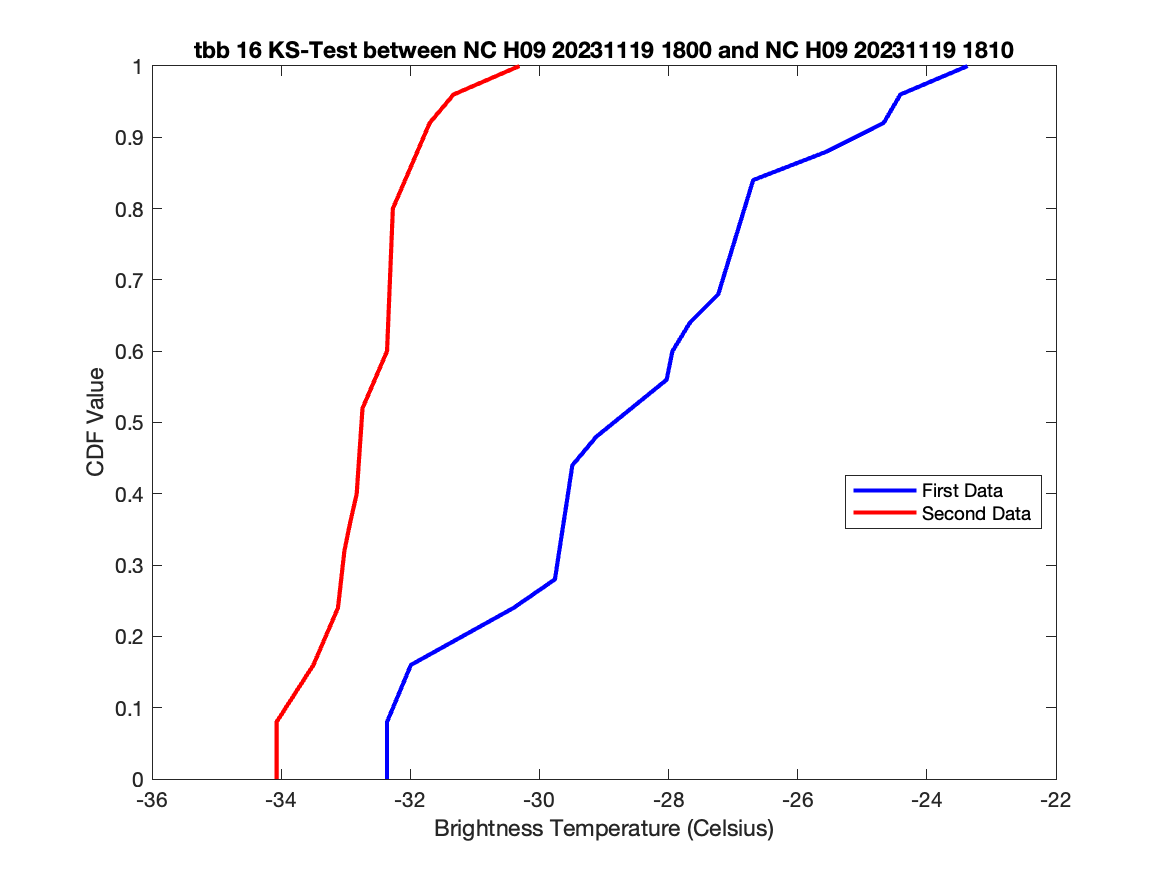 tbb 16 KS-Test between NC H09 20231119 1800 and NC H09 20231119 1810
1
0.9
0.8
0.7
0.6
0.5
0.4
0.3
0.2
0.1
0
CDF Value
First Data
Second Data
-36 -34 -32 -30 -28 -26 -24 -22
Brightness Temperature (Celsius)